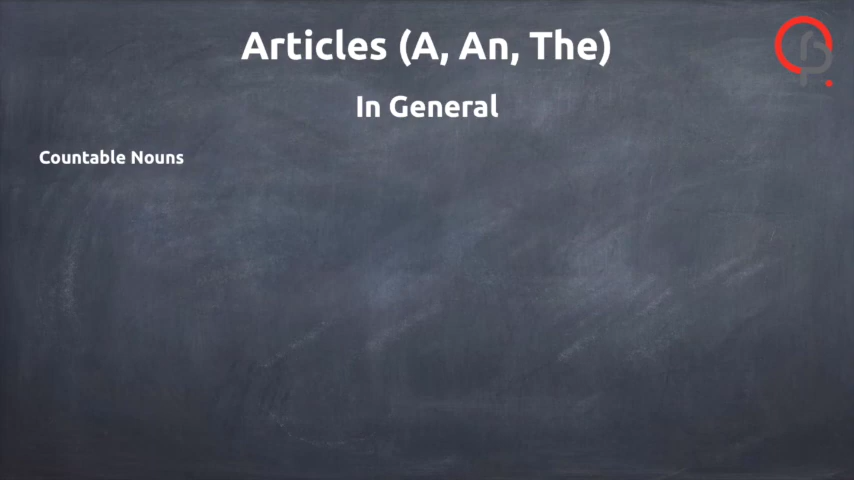 Articles (A, An, The)
In General
Countable Nouns